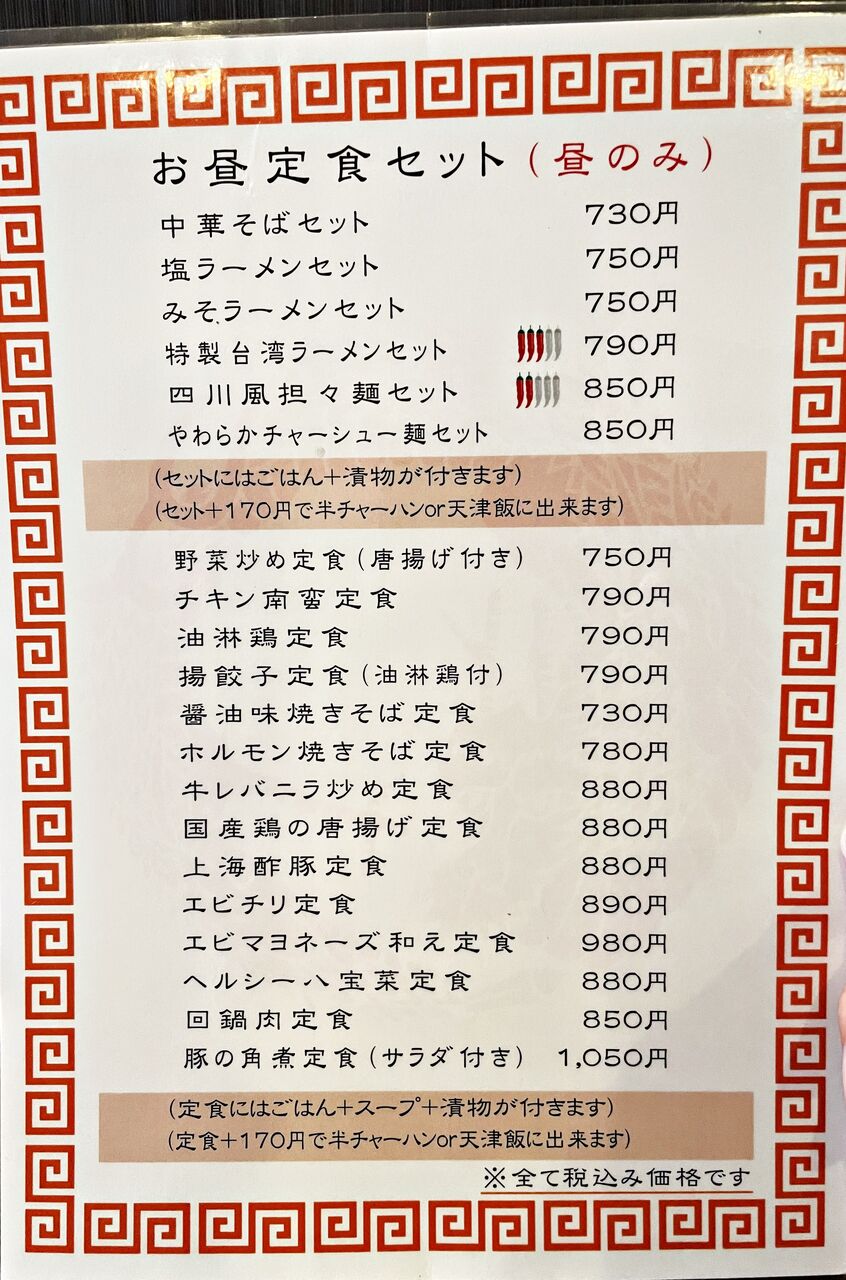 お昼定食セット(昼のみ)
中華そばセット 730円
塩ラーメンセット 750円
みそラーメンセット 750円
特製台湾ラーメンセット 790円
四川風担々麺セット 850円
やわらかチャーシュー麺セット 850円
(セットにはごはん+漬物が付きます)
(セット+170円で半チャーハンor天津飯に出来ます)
野菜炒め定食(唐揚げ付き) 750円
チキン南蛮定食 790円
油淋鶏定食 790円
揚餃子定食(油淋鶏付) 790円
醤油味焼きそば定食 730円
ホルモン焼きそば定食 780円
牛レバニラ炒め定食 880円
国産鶏の唐揚げ定食 880円
上海酢豚定食 880円
エビチリ定食 890円
エビマヨネーズ和え定食 980円
ヘルシー八宝菜定食 880円
回鍋肉定食 850円
豚の角煮定食(サラダ付き) 1,050円
(定食にはごはん+スープ+漬物が付きます)
(定食+170円で半チャーハンor天津飯に出来ます)
※全て税込み価格です